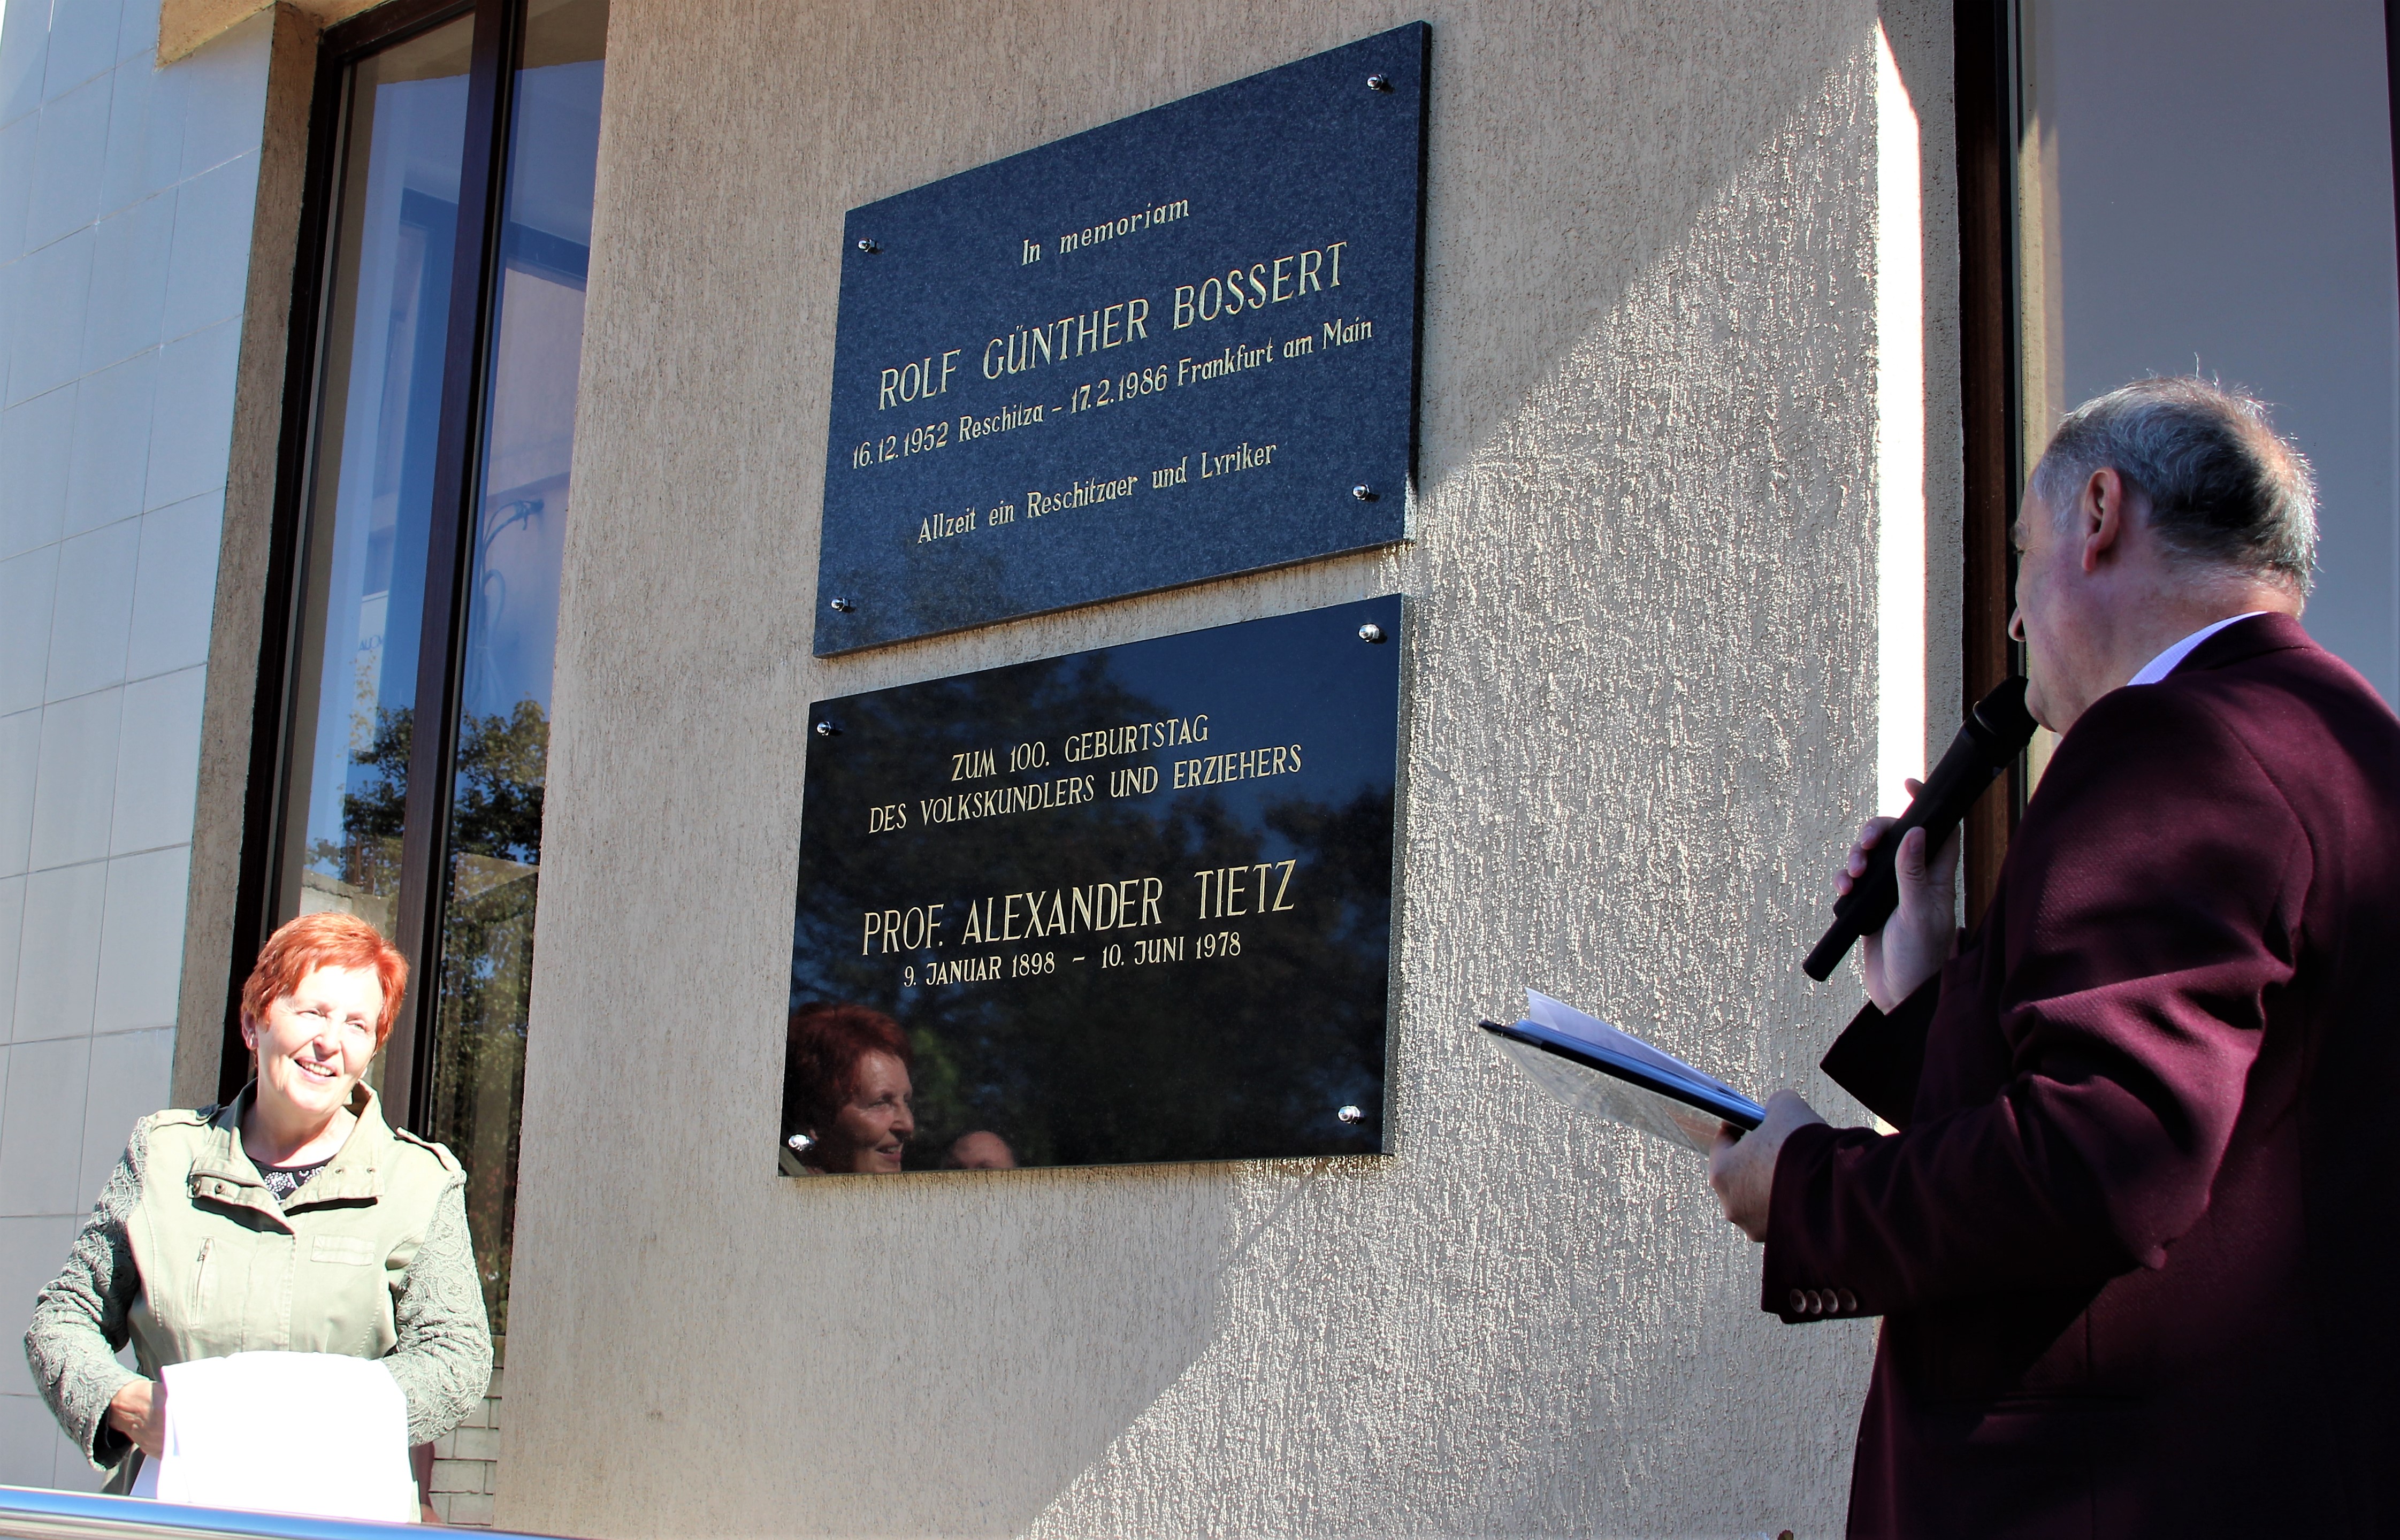 In memoriam
ROLF GÜNTHER BOSSERT
16.12.1952 Reschitza – 17.2.1986 Frankfurt am Main
Allzeit ein Reschitzaer und Lyriker
ZUM 100. GEBURTSTAG
DES VOLKSKUNDLERS UND ERZIEHERS
PROF. ALEXANDER TIETZ
9. JANUAR 1898 – 10. JUNI 1978